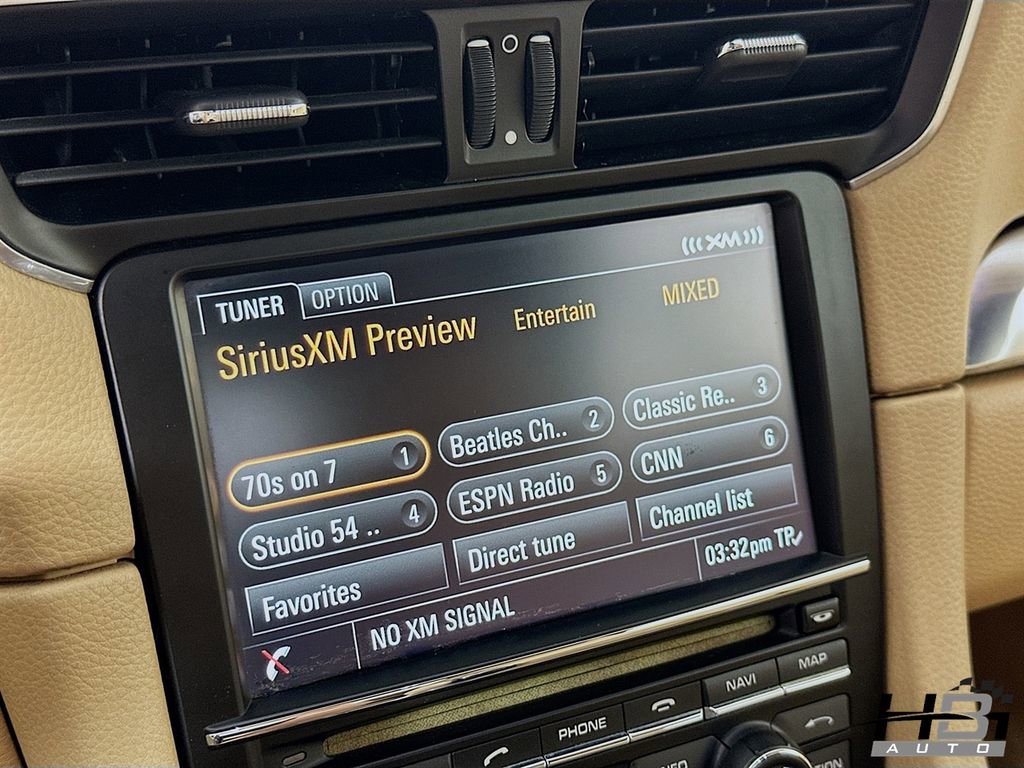 XM
TUNER OPTION
SiriusXM Preview Entertain MIXED
70s on 7 1 Beatles Ch.. 2 Classic Re.. 3
Studio 54 .. 4 ESPN Radio 5 CNN 6
Favorites Direct tune Channel list
NO XM SIGNAL 03:32pm TP
PHONE NAVI MAP
HBI
AUTO